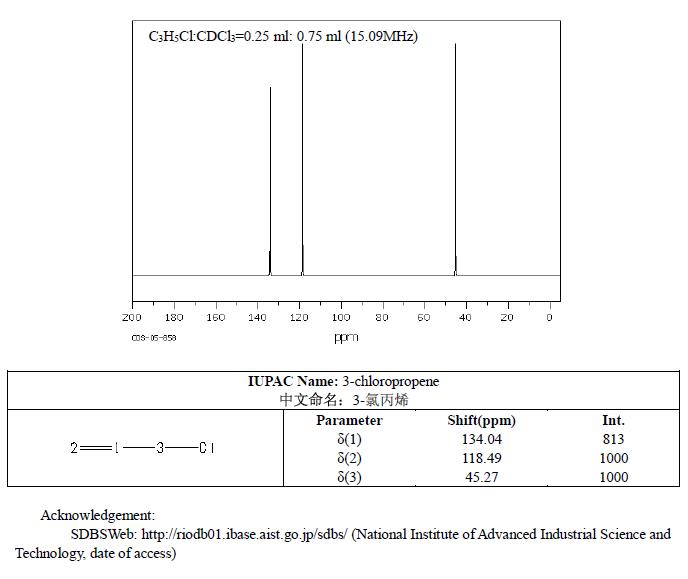 C₃H₅Cl:CDCl₃=0.25 ml: 0.75 ml (15.09MHz)
200 180 160 140 120 100 80 60 40 20 0
CDS-05-858
ppm
IUPAC Name: 3-chloropropene
中文命名：3-氯丙烯
Parameter Shift(ppm) Int.
δ(1) 134.04 813
2 1 3 Cl
δ(2) 118.49 1000
δ(3) 45.27 1000
Acknowledgement:
SDBSWeb: http://riodb01.ibase.aist.go.jp/sdbs/ (National Institute of Advanced Industrial Science and
Technology, date of access)